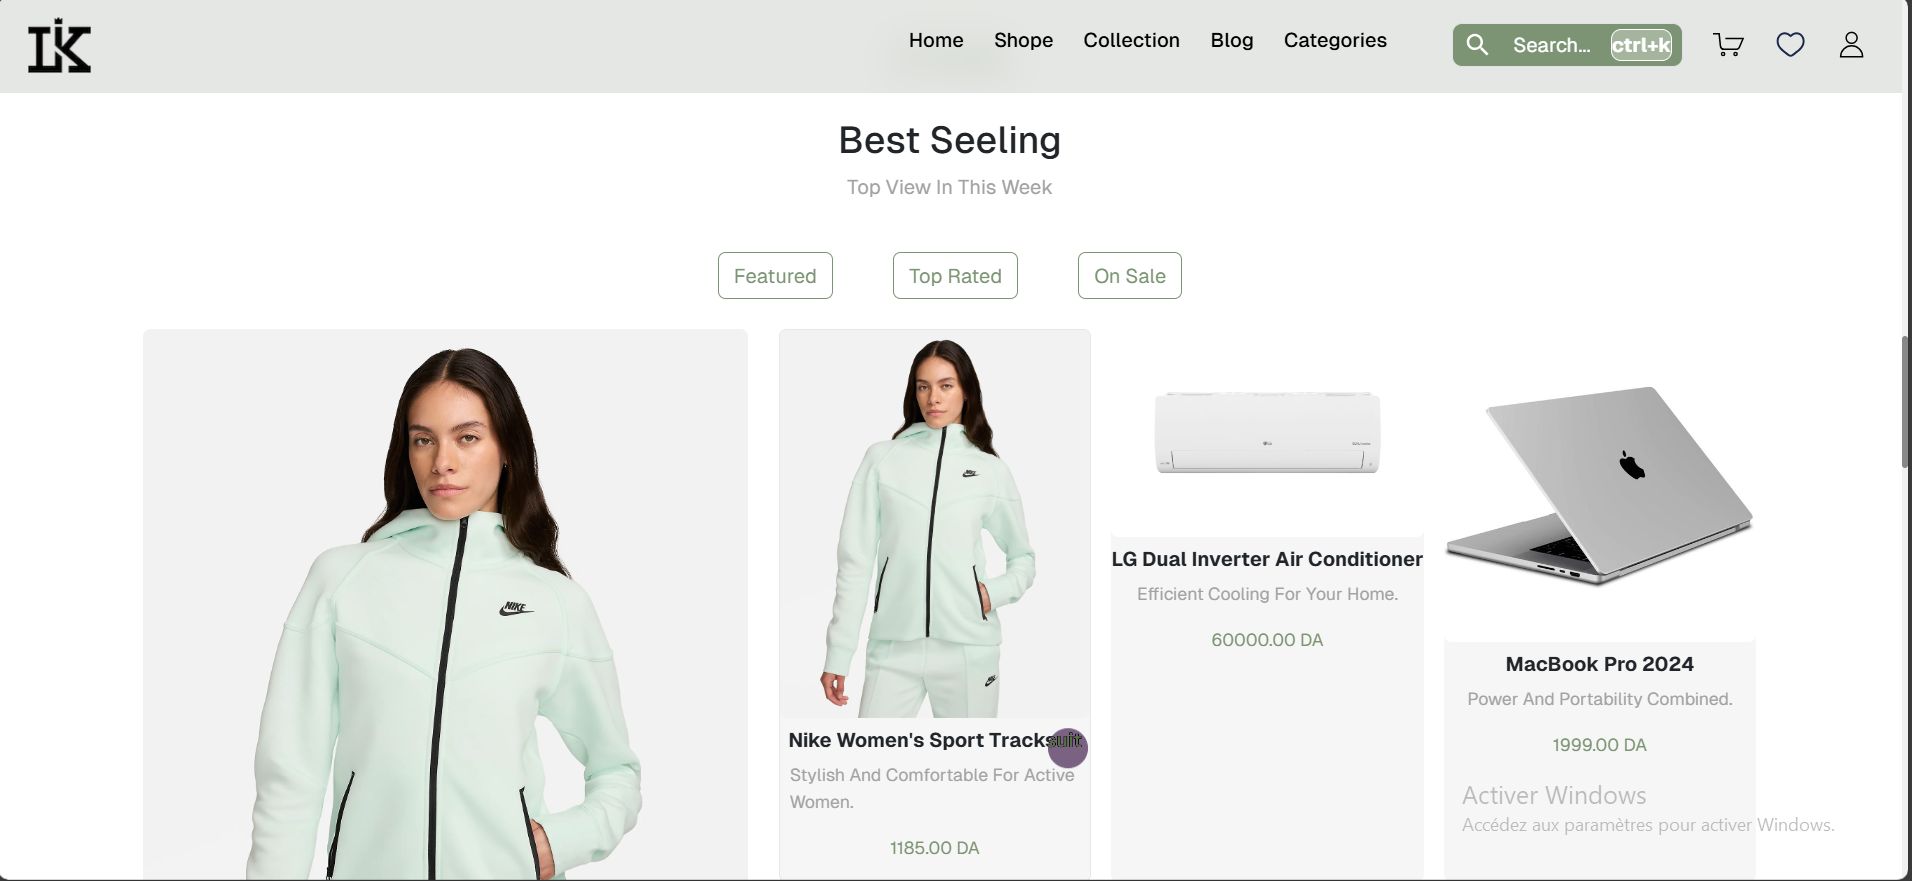 LIK
Home Shope Collection Blog Categories Search... ctrl+k
Best Seeling
Top View In This Week
Featured Top Rated On Sale
NIKE
Nike Women's Sport Tracksuit
Stylish And Comfortable For Active
Women.
1185.00 DA
LG
LG Dual Inverter Air Conditioner
Efficient Cooling For Your Home.
60000.00 DA
MacBook Pro 2024
Power And Portability Combined.
1999.00 DA
Activer Windows
Accédez aux paramètres pour activer Windows.